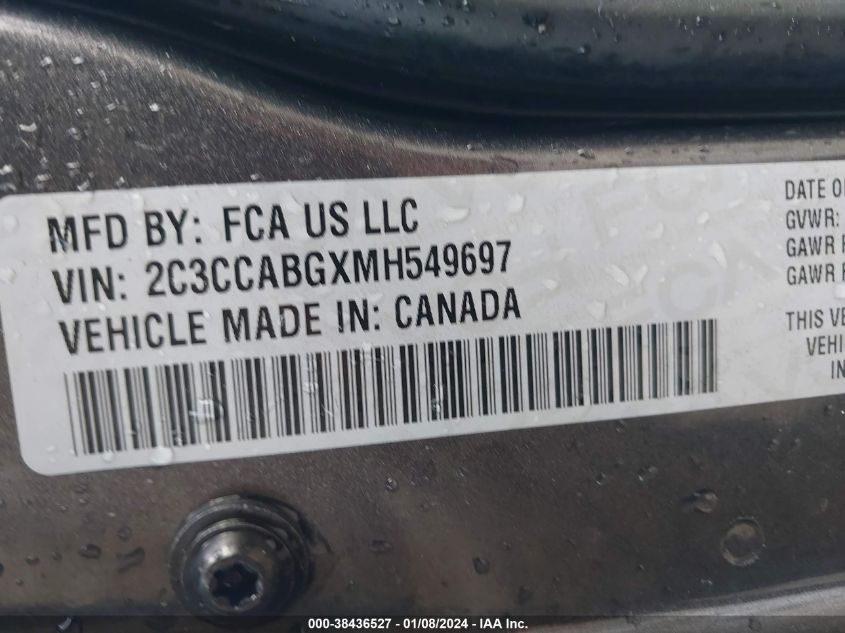 MFD BY: FCA US LLC
VIN: 2C3CCABGXMH549697
VEHICLE MADE IN: CANADA
DATE O
GVWR:
GAWR F
GAWR
THIS VE
VEHI
IN
000-38436527 - 01/08/2024 - IAA Inc.